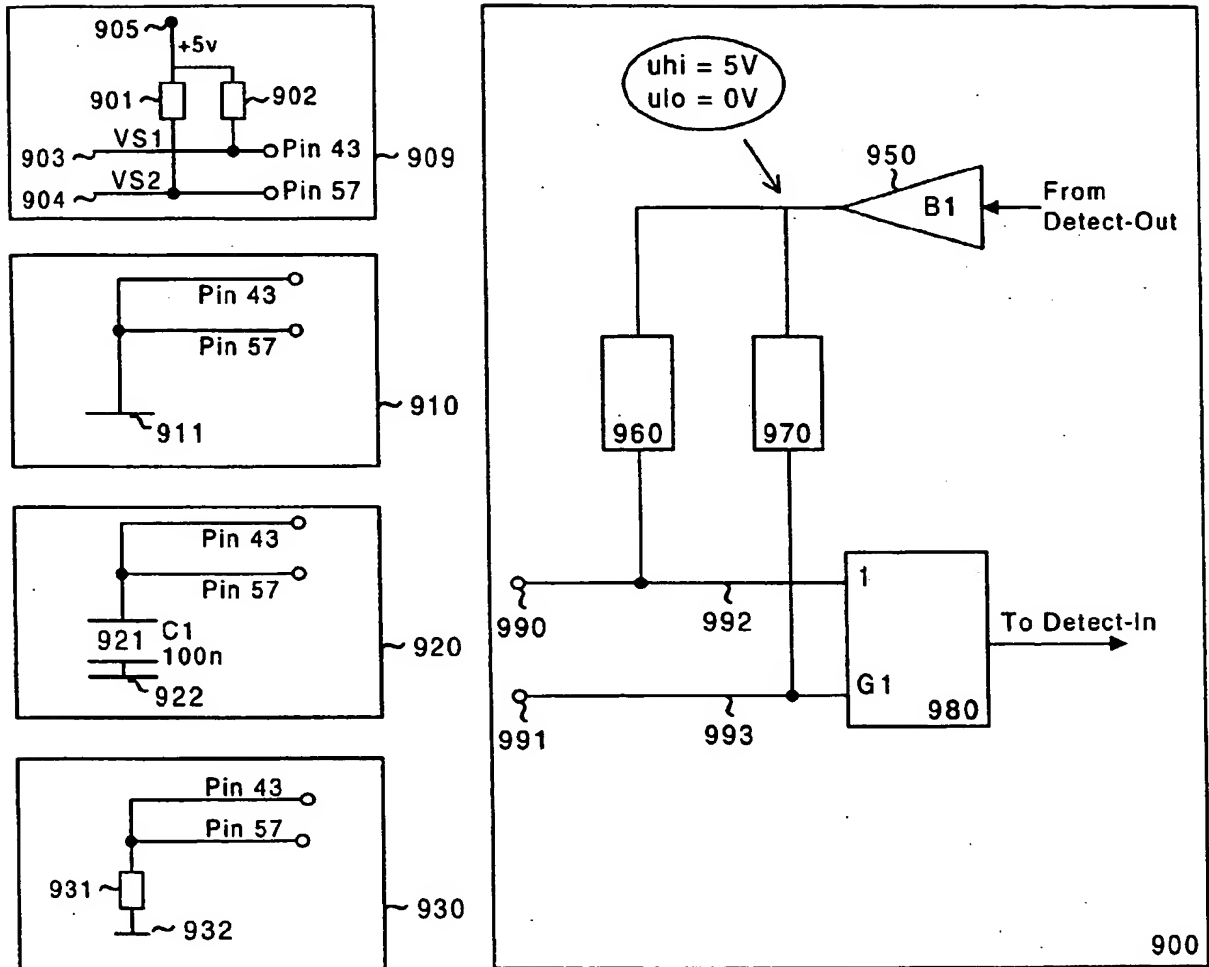 905
+5v
901
902
903
VS1
Pin 43
909
904
VS2
Pin 57
Pin 43
Pin 57
910
911
Pin 43
Pin 57
921
C1
100n
920
922
Pin 43
Pin 57
931
930
932
uhi = 5V
ulo = 0V
950
B1
From
Detect-Out
960
970
1
990
992
To Detect-In
G1
980
991
993
900